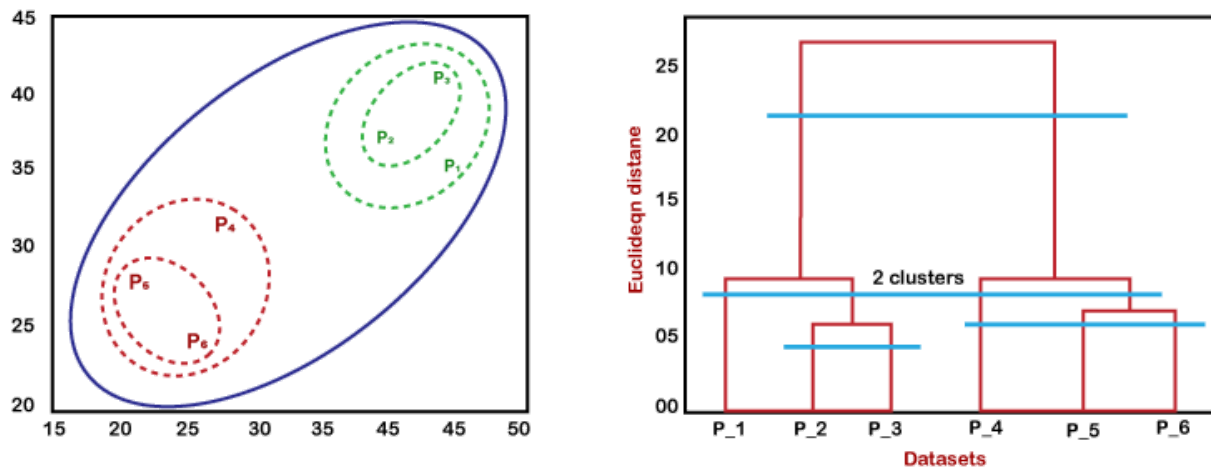 45
40
35
30
25
20
P₃
P₂
P₁
P₄
P₅
P₆
15 20 25 30 35 45 45 50
Euclideqn distane
25
20
15
10
05
00
2 clusters
P_1 P_2 P_3 P_4 P_5 P_6
Datasets